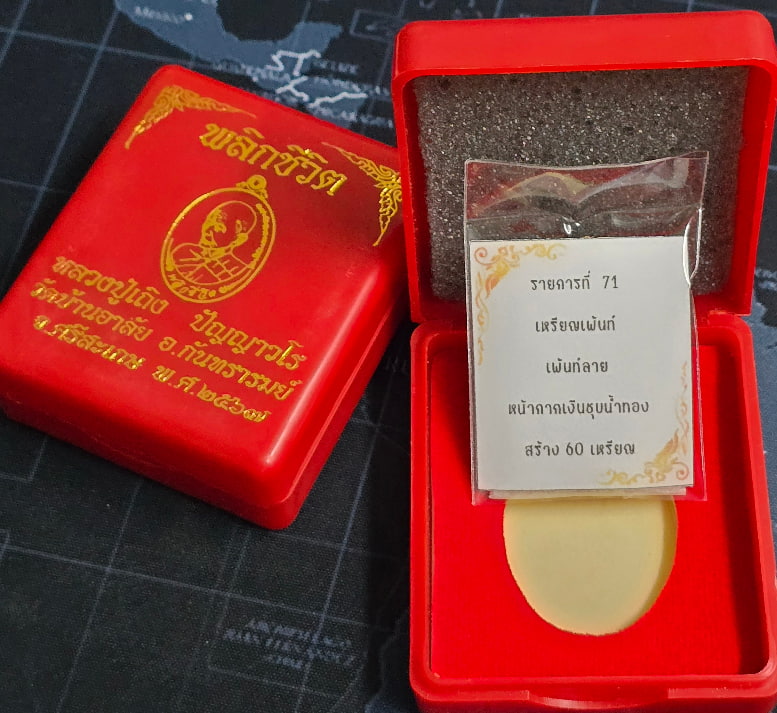 พลิกชีวิต
หลวงปู่เถิง ปัญญาวโร
วัดบ้านอาลัย อ.กันทรารมย์
จ.ศรีสะเกษ พ.ศ.๒๕๖๗
รายการที่ 71
เหรียญเพ้นท์
เพ้นท์ลาย
หน้ากากเงินชุบน้ำทอง
สร้าง 60 เหรียญ